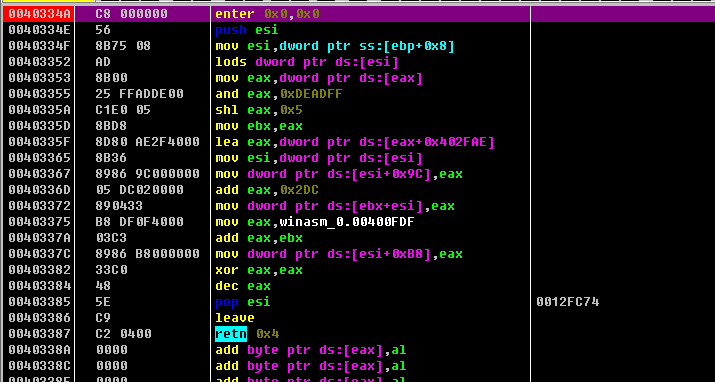 0040334A C8 000000 enter 0x0,0x0
0040334E 56 push esi
0040334F 8B75 08 mov esi,dword ptr ss:[ebp+0x8]
00403352 AD lods dword ptr ds:[esi]
00403353 8B00 mov eax,dword ptr ds:[eax]
00403355 25 FFADDE00 and eax,0xDEADFF
0040335A C1E0 05 shl eax,0x5
0040335D 8BD8 mov ebx,eax
0040335F 8D80 AE2F4000 lea eax,dword ptr ds:[eax+0x402FAE]
00403365 8B36 mov esi,dword ptr ds:[esi]
00403367 8986 9C000000 mov dword ptr ds:[esi+0x9C],eax
0040336D 05 DC020000 add eax,0x2DC
00403372 890433 mov dword ptr ds:[ebx+esi],eax
00403375 B8 DF0F4000 mov eax,winasm_0.00400FDF
0040337A 03C3 add eax,ebx
0040337C 8986 B8000000 mov dword ptr ds:[esi+0xB8],eax
00403382 33C0 xor eax,eax
00403384 48 dec eax
00403385 5E pop esi 0012FC74
00403386 C9 leave
00403387 C2 0400 retn 0x4
0040338A 0000 add byte ptr ds:[eax],al
0040338C 0000 add byte ptr ds:[eax],al
0040338E 0000 add byte ptr ds:[eax],al